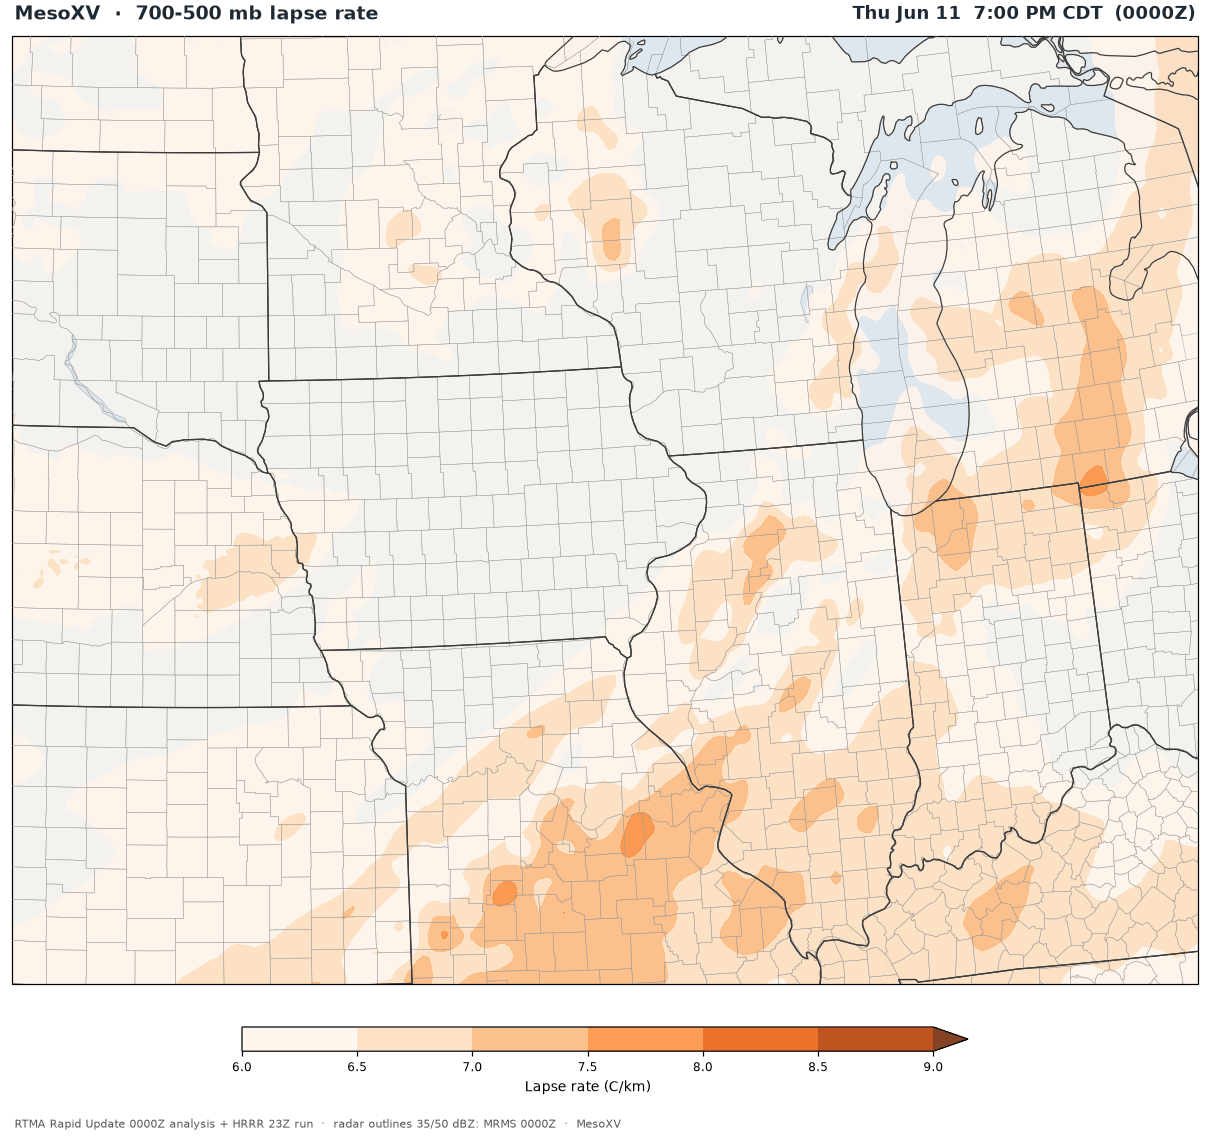 MesoXV · 700-500 mb lapse rate
Thu Jun 11 7:00 PM CDT (0000Z)
6.0 6.5 7.0 7.5 8.0 8.5 9.0
Lapse rate (C/km)
RTMA Rapid Update 0000Z analysis + HRRR 23Z run · radar outlines 35/50 dBZ: MRMS 0000Z · MesoXV